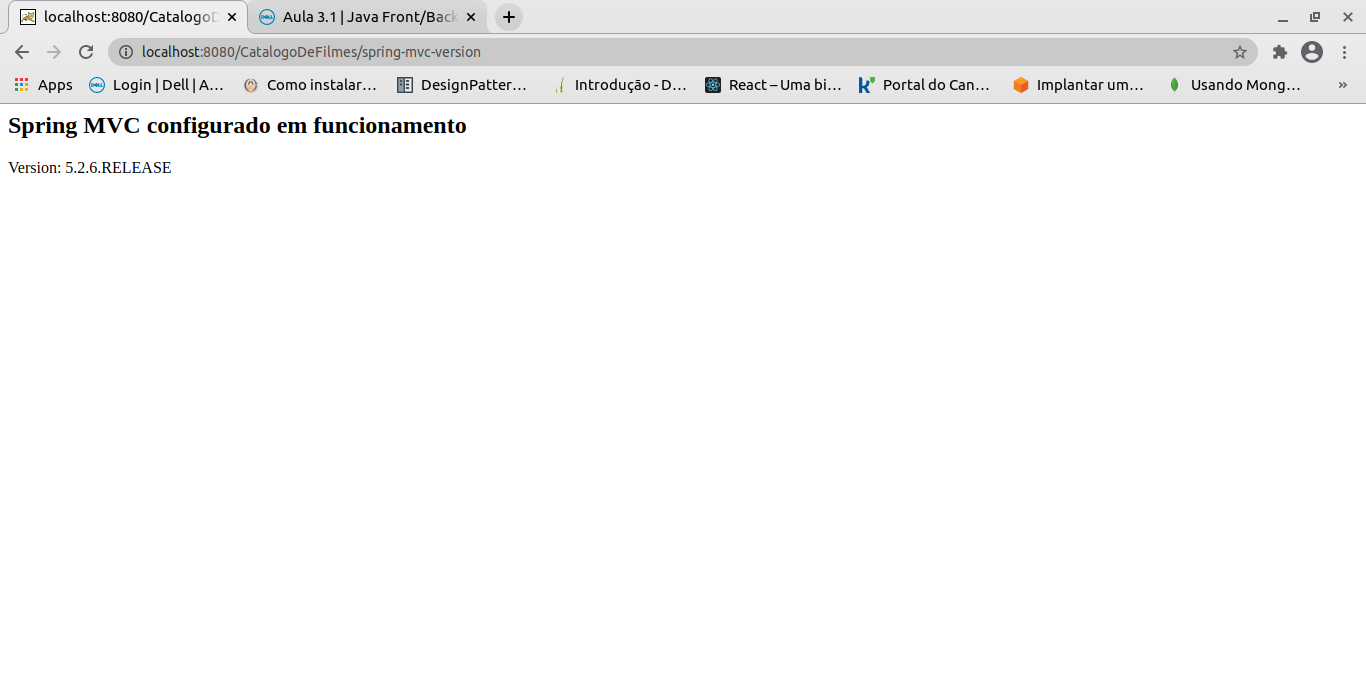 localhost:8080/CatalogoD
Aula 3.1 | Java Front/Back
localhost:8080/CatalogoDeFilmes/spring-mvc-version
Apps
Login | Dell | A…
Como instalar…
DesignPatter…
Introdução - D…
React – Uma bi…
Portal do Can…
Implantar um…
Usando Mong…
»
Spring MVC configurado em funcionamento
Version: 5.2.6.RELEASE